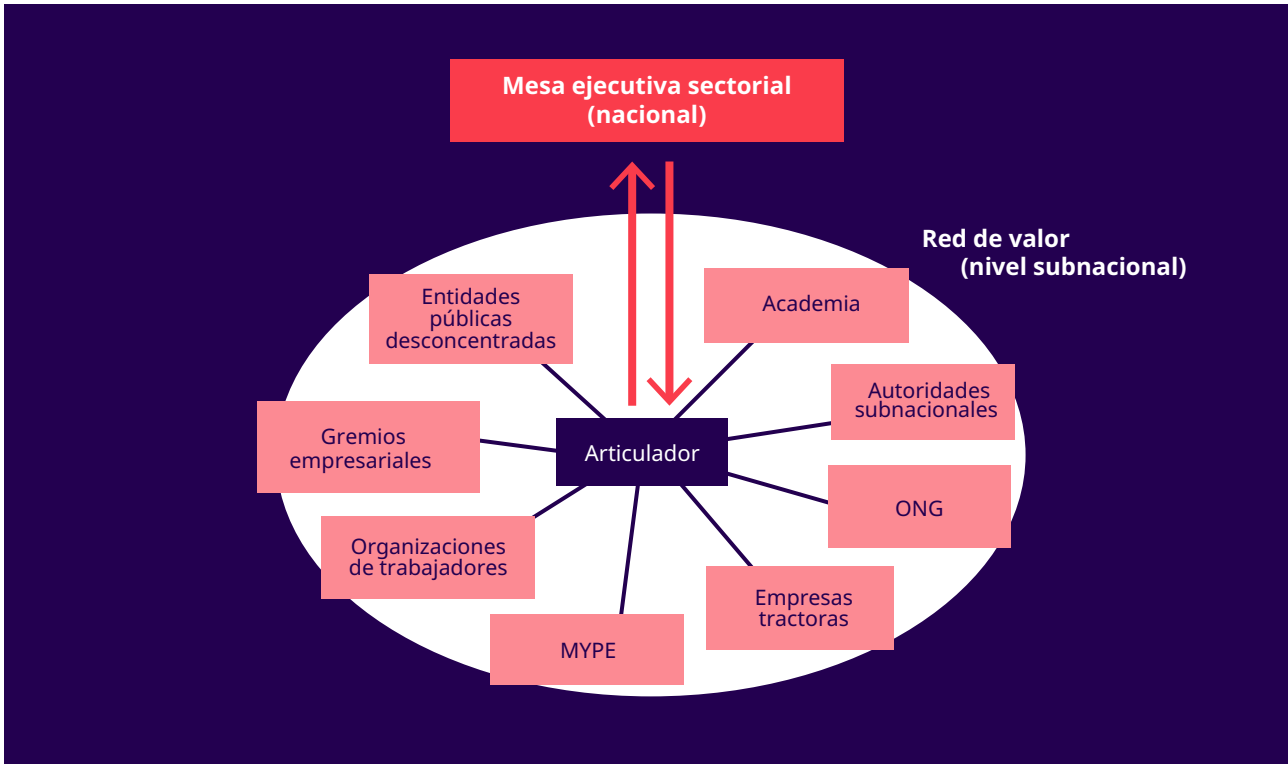 Mesa ejecutiva sectorial
(nacional)
Red de valor
(nivel subnacional)
Entidades
públicas
desconcentradas
Academia
Autoridades
subnacionales
Gremios
empresariales
Articulador
ONG
Organizaciones
de trabajadores
Empresas
tractoras
MYPE